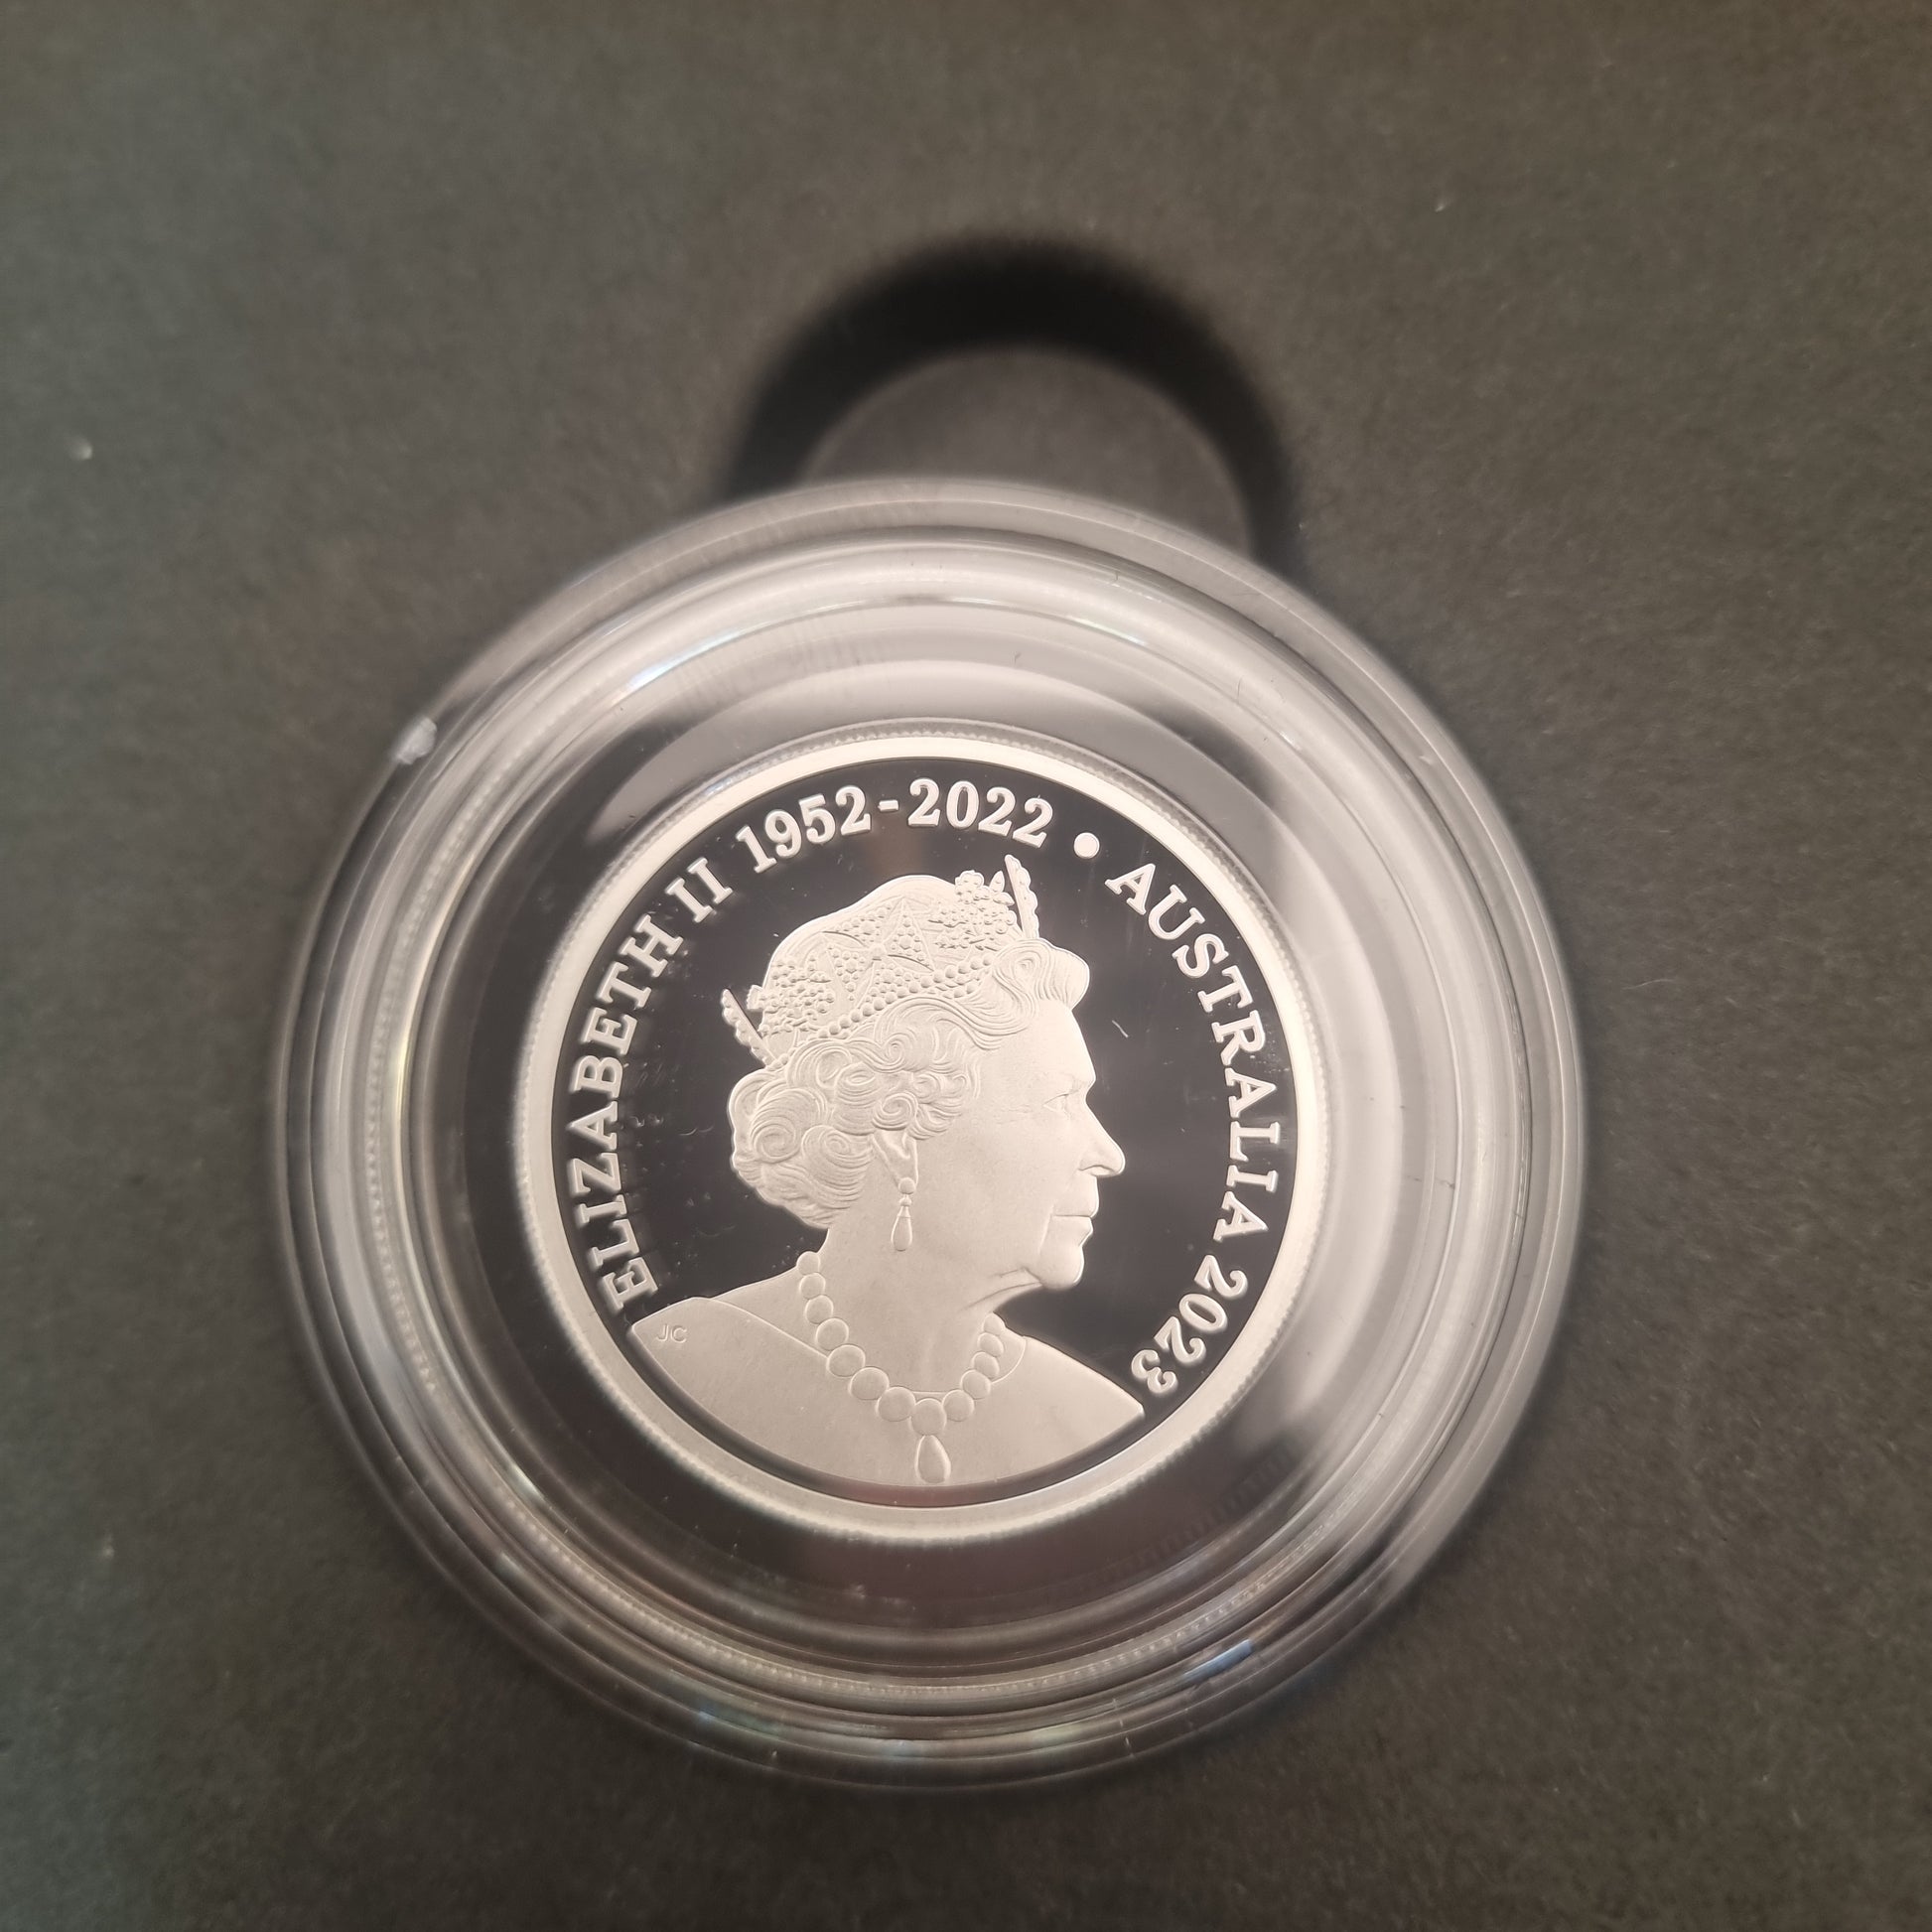 ELIZABETH II 1952-2022 • AUSTRALIA 2023
JC